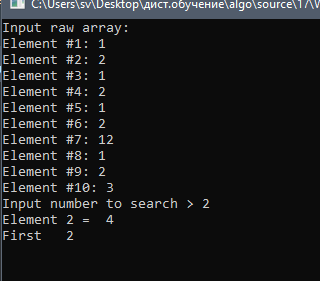 C:\Users\sv\Desktop\дист.обучение\algo\source\17\
Input raw array:
Element #1: 1
Element #2: 2
Element #3: 1
Element #4: 2
Element #5: 1
Element #6: 2
Element #7: 12
Element #8: 1
Element #9: 2
Element #10: 3
Input number to search > 2
Element 2 =  4
First   2